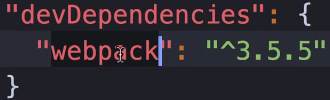 "devDependencies": {
"webpack": "^3.5.5"
}